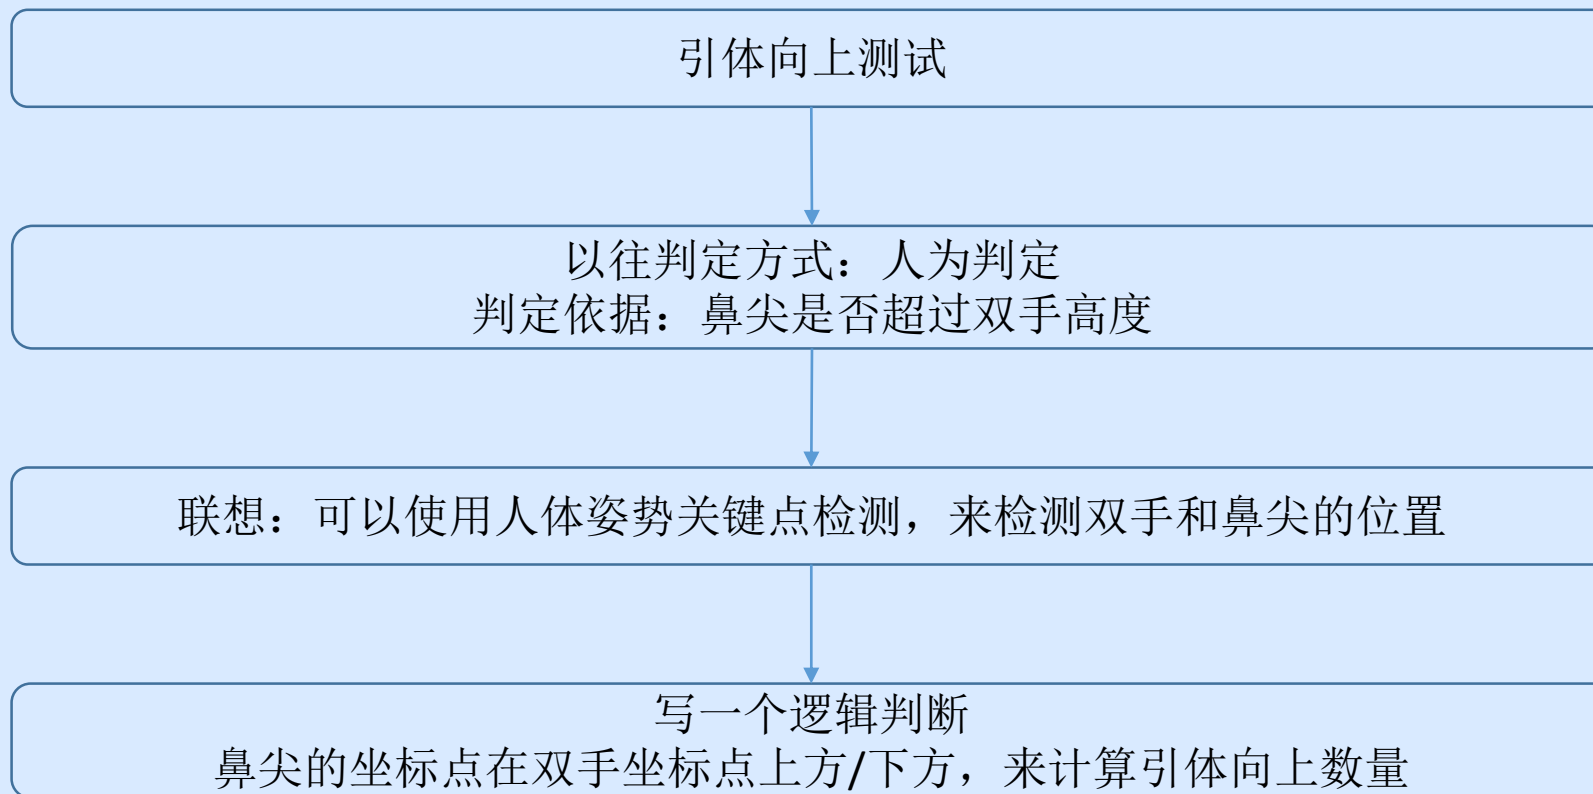 引体向上测试
以往判定方式：人为判定
判定依据：鼻尖是否超过双手高度
联想：可以使用人体姿势关键点检测，来检测双手和鼻尖的位置
写一个逻辑判断
鼻尖的坐标点在双手坐标点上方/下方，来计算引体向上数量